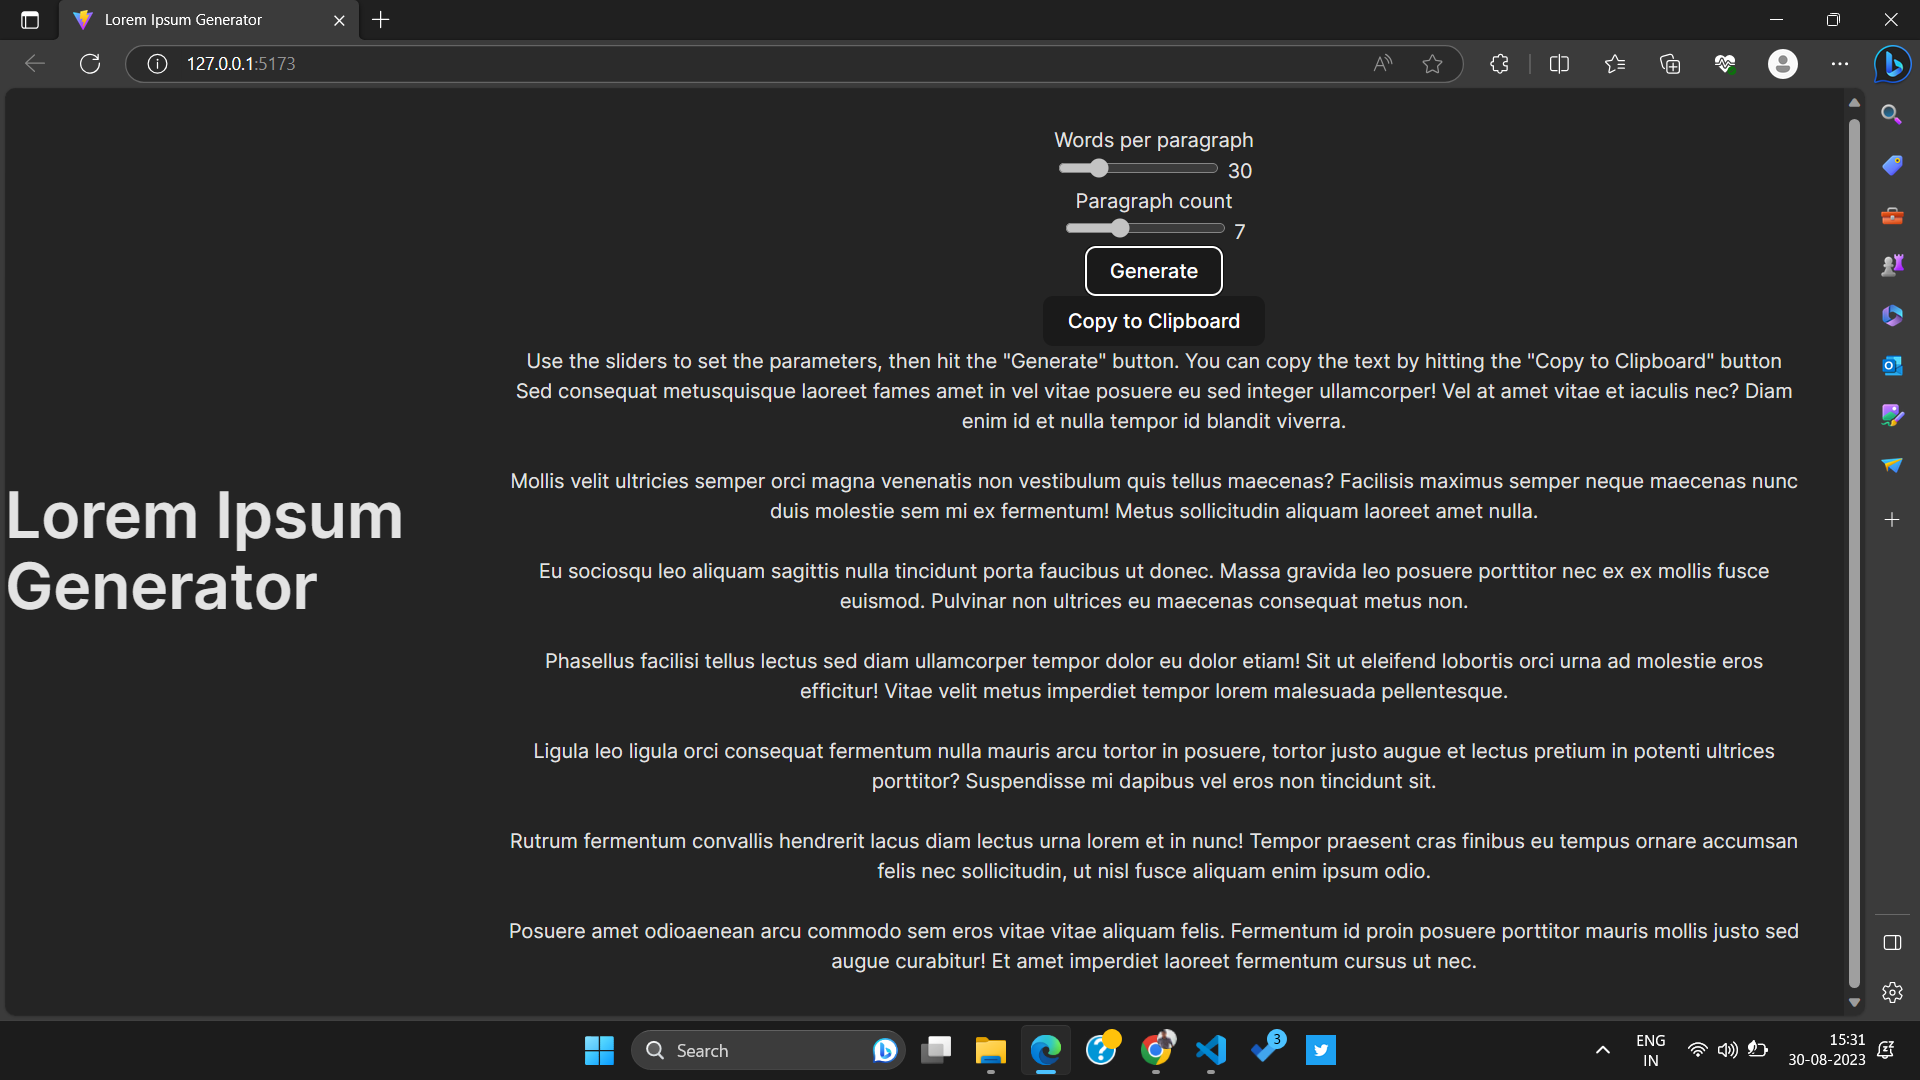 Lorem Ipsum Generator
127.0.0.1:5173
Words per paragraph
30
Paragraph count
7
Generate
Copy to Clipboard
Use the sliders to set the parameters, then hit the "Generate" button. You can copy the text by hitting the "Copy to Clipboard" button
Sed consequat metusquisque laoreet fames amet in vel vitae posuere eu sed integer ullamcorper! Vel at amet vitae et iaculis nec? Diam
enim id et nulla tempor id blandit viverra.
Mollis velit ultricies semper orci magna venenatis non vestibulum quis tellus maecenas? Facilisis maximus semper neque maecenas nunc
duis molestie sem mi ex fermentum! Metus sollicitudin aliquam laoreet amet nulla.
Lorem Ipsum
Generator
Eu sociosqu leo aliquam sagittis nulla tincidunt porta faucibus ut donec. Massa gravida leo posuere porttitor nec ex ex mollis fusce
euismod. Pulvinar non ultrices eu maecenas consequat metus non.
Phasellus facilisi tellus lectus sed diam ullamcorper tempor dolor eu dolor etiam! Sit ut eleifend lobortis orci urna ad molestie eros
efficitur! Vitae velit metus imperdiet tempor lorem malesuada pellentesque.
Ligula leo ligula orci consequat fermentum nulla mauris arcu tortor in posuere, tortor justo augue et lectus pretium in potenti ultrices
porttitor? Suspendisse mi dapibus vel eros non tincidunt sit.
Rutrum fermentum convallis hendrerit lacus diam lectus urna lorem et in nunc! Tempor praesent cras finibus eu tempus ornare accumsan
felis nec sollicitudin, ut nisl fusce aliquam enim ipsum odio.
Posuere amet odioaenean arcu commodo sem eros vitae vitae aliquam felis. Fermentum id proin posuere porttitor mauris mollis justo sed
augue curabitur! Et amet imperdiet laoreet fermentum cursus ut nec.
Search
3
ENG
IN
15:31
30-08-2023